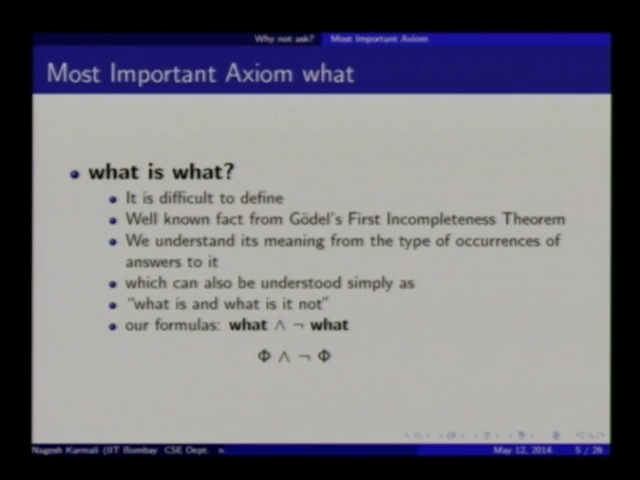 Why not ask? Most Important Axiom
Most Important Axiom what
what is what?
It is difficult to define
Well known fact from Gödel's First Incompleteness Theorem
We understand its meaning from the type of occurrences of
answers to it
which can also be understood simply as
"what is and what is it not"
our formulas: what ∧ ¬ what
Φ ∧ ¬ Φ
Nagesh Karmali (IIT Bombay CSE Dept. May 12, 2014 5 / 26